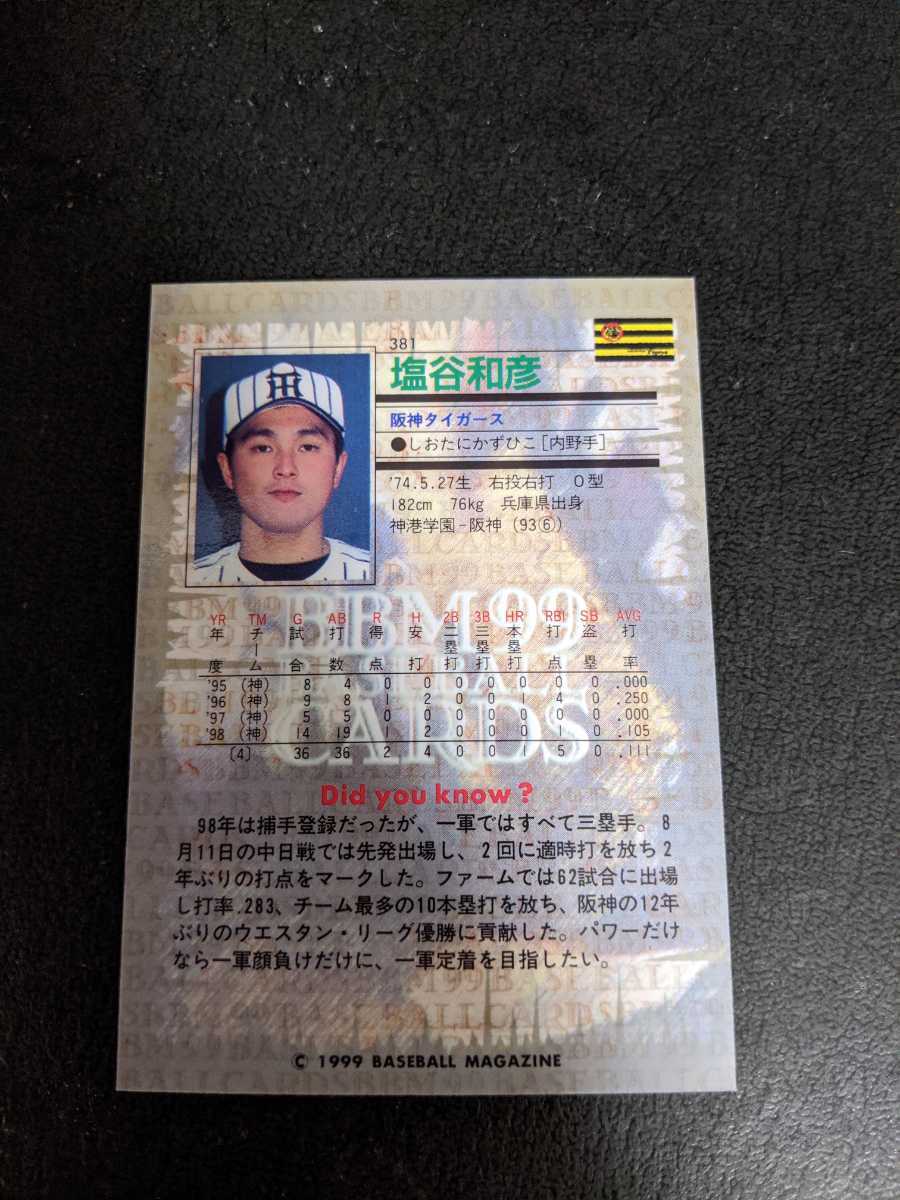 381
塩谷和彦
阪神タイガース
●しおたにかずひこ [内野手]
'74.5.27生 右投右打 O型
182cm 76kg 兵庫県出身
神港学園-阪神 (93⑥)
YR TM G AB R H 2B 3B HR RBI SB AVG
年度 チーム 試合 打数 得点 安打 二塁打 三塁打 本塁打 打点 盗塁 打率
'95 (神) 8 4 0 0 0 0 0 0 0 .000
'96 (神) 9 8 1 2 0 0 1 4 0 .250
'97 (神) 5 5 0 0 0 0 0 0 0 .000
'98 (神) 14 19 1 2 0 0 0 1 0 .105
〔4〕 36 36 2 4 0 0 1 5 0 .111
BBM 99
BASEBALL
CARDS
Did you know ?
98年は捕手登録だったが、一軍ではすべて三塁手。8
月11日の中日戦では先発出場し、2回に適時打を放ち2
年ぶりの打点をマークした。ファームでは62試合に出場
し打率.283、チーム最多の10本塁打を放ち、阪神の12年
ぶりのウエスタン・リーグ優勝に貢献した。パワーだけ
なら一軍顔負けだけに、一軍定着を目指したい。
© 1999 BASEBALL MAGAZINE